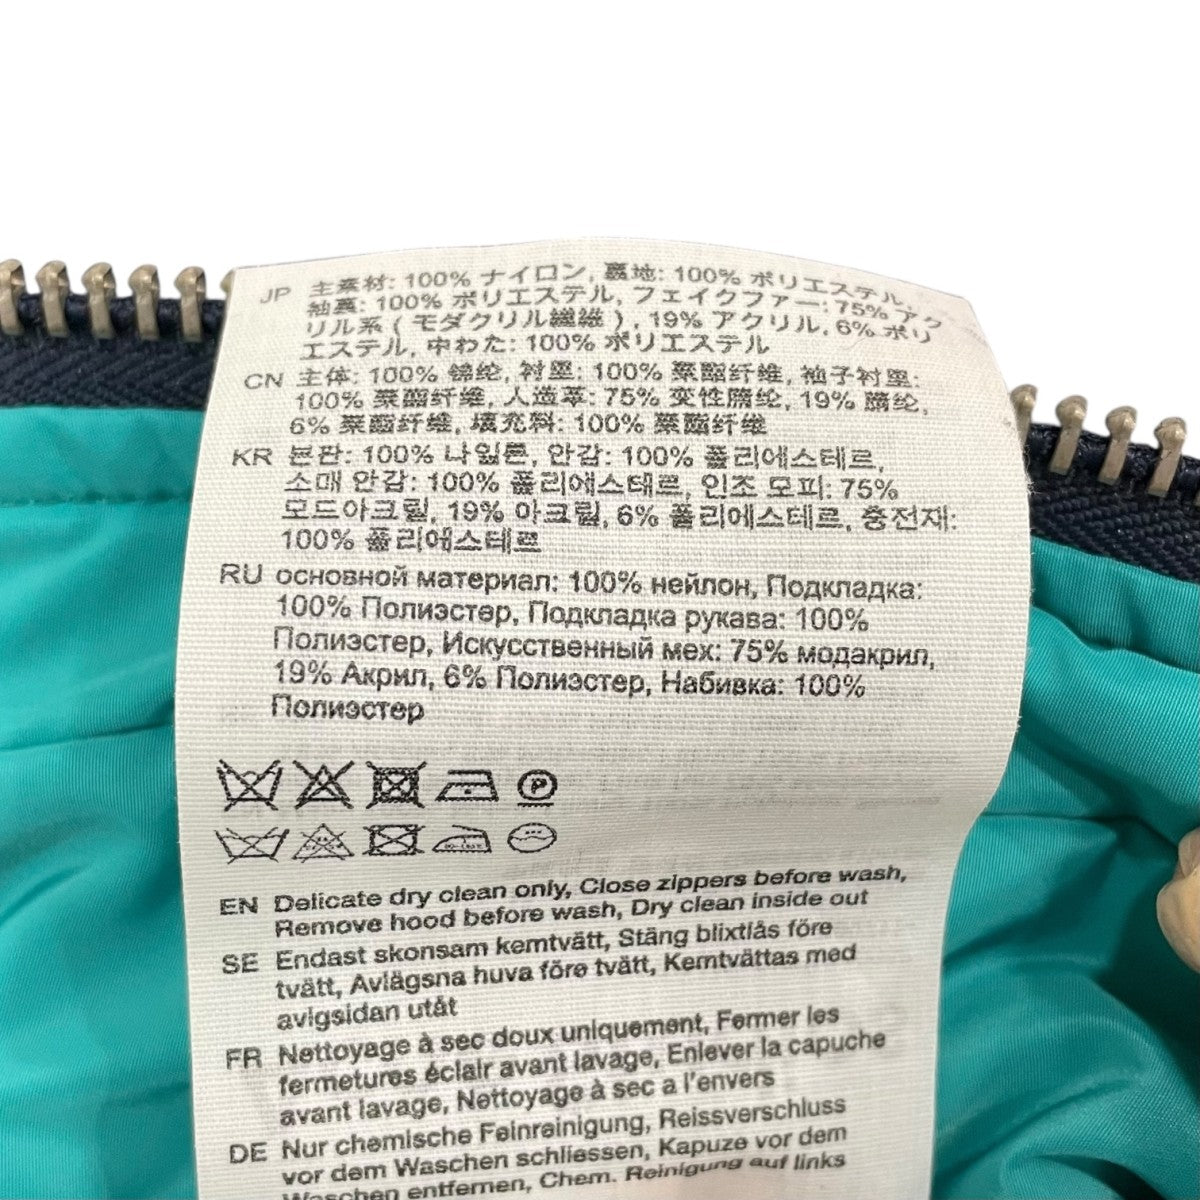 JP 主素材: 100% ナイロン, 裏地: 100% ポリエステル,
袖裏: 100% ポリエステル, フェイクファー: 75% アク
リル系 ( モダクリル繊維 ), 19% アクリル, 6% ポリ
エステル, 中わた: 100% ポリエステル
CN 主体: 100% 锦纶, 衬里: 100% 聚酯纤维, 袖子衬里:
100% 聚酯纤维, 人造革: 75% 变性腈纶, 19% 腈纶,
6% 聚酯纤维, 填充料: 100% 聚酯纤维
KR 본판: 100% 나일론, 안감: 100% 폴리에스테르,
소매 안감: 100% 폴리에스테르, 인조 모피: 75%
모드아크릴, 19% 아크릴, 6% 폴리에스테르, 충전재:
100% 폴리에스테르
RU основной материал: 100% нейлон, Подкладка:
100% Полиэстер, Подкладка рукава: 100%
Полиэстер, Искусственный мех: 75% модакрил,
19% Акрил, 6% Полиэстер, Набивка: 100%
Полиэстер
P
EN Delicate dry clean only, Close zippers before wash,
Remove hood before wash, Dry clean inside out
SE Endast skonsam kemtvätt, Stäng blixtlås före
tvätt, Avlägsna huva före tvätt, Kemtvättas med
avigsidan utåt
FR Nettoyage à sec doux uniquement, Fermer les
fermetures éclair avant lavage, Enlever la capuche
avant lavage, Nettoyage à sec a l'envers
DE Nur chemische Feinreinigung, Reissverschluss
vor dem Waschen schliessen, Kapuze vor dem
Waschen entfernen, Chem. Reinigung auf links